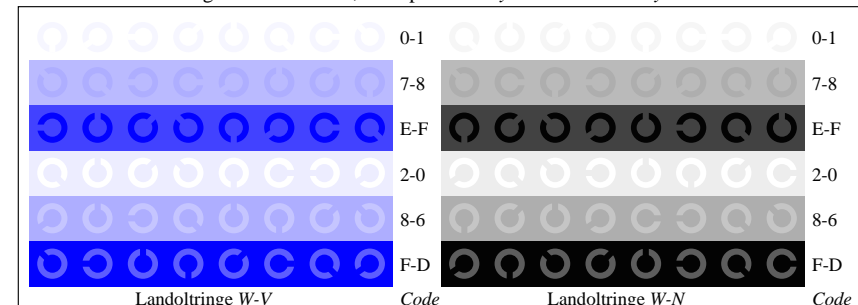 0-1 0-1
7-8 7-8
E-F E-F
2-0 2-0
8-6 8-6
F-D F-D
Landoltringe W-V Code Landoltringe W-N Code